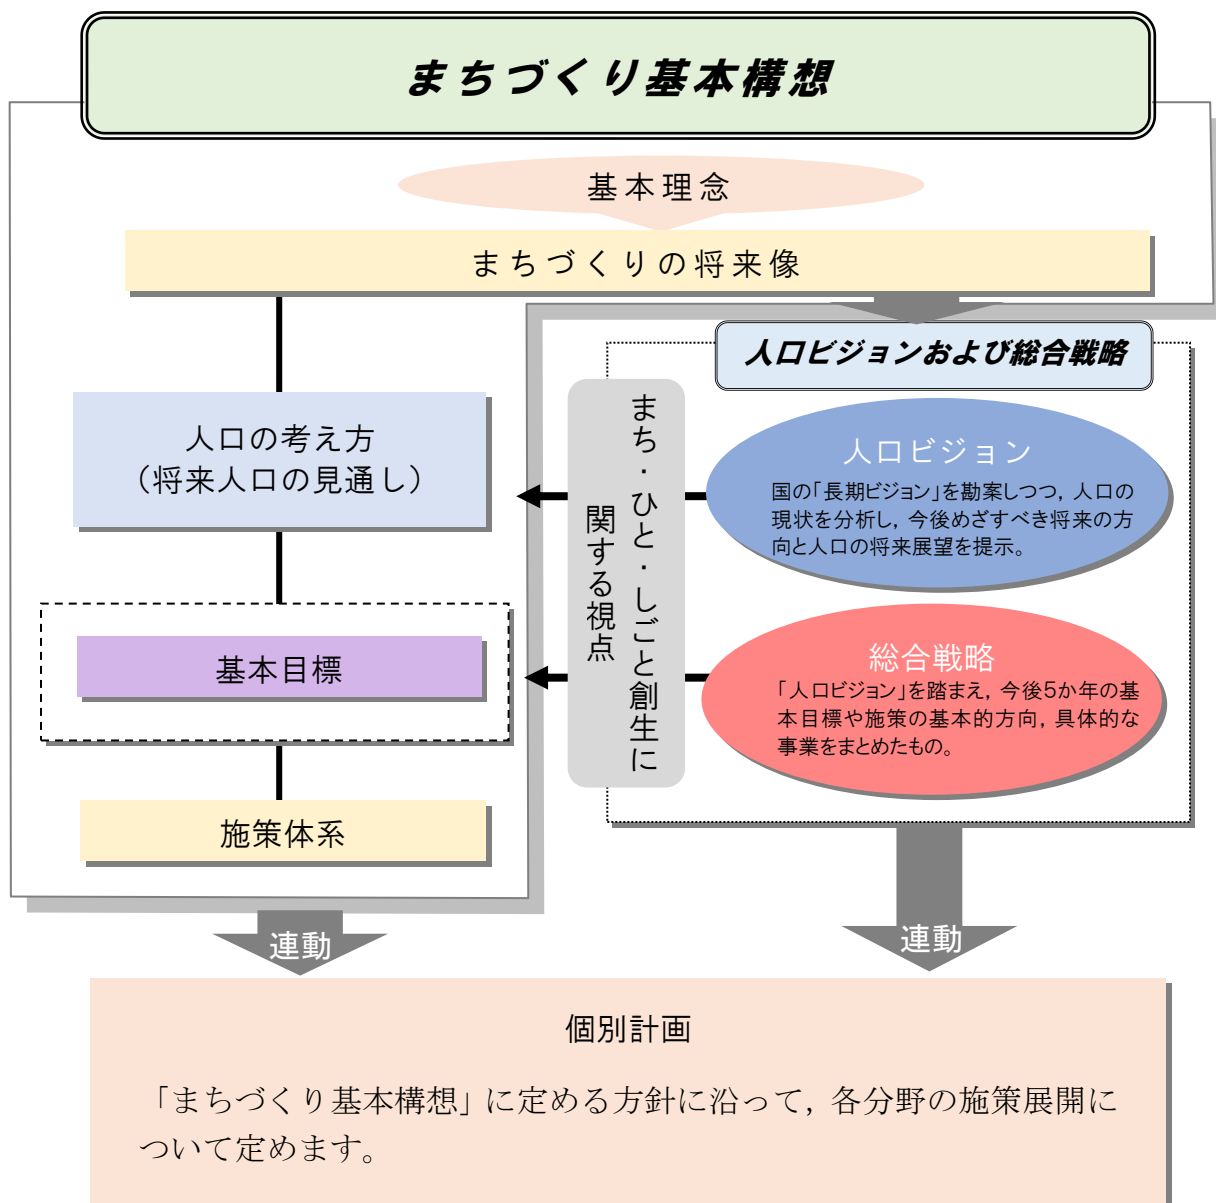 まちづくり基本構想
基本理念
まちづくりの将来像
人口の考え方
（将来人口の見通し）
基本目標
施策体系
人口ビジョンおよび総合戦略
まち・ひと・しごと創生に
関する視点
人口ビジョン
国の「長期ビジョン」を勘案しつつ，人口の
現状を分析し，今後めざすべき将来の方
向と人口の将来展望を提示。
総合戦略
「人口ビジョン」を踏まえ，今後5か年の基
本目標や施策の基本的方向，具体的な
事業をまとめたもの。
連動
連動
個別計画
「まちづくり基本構想」に定める方針に沿って，各分野の施策展開に
ついて定めます。